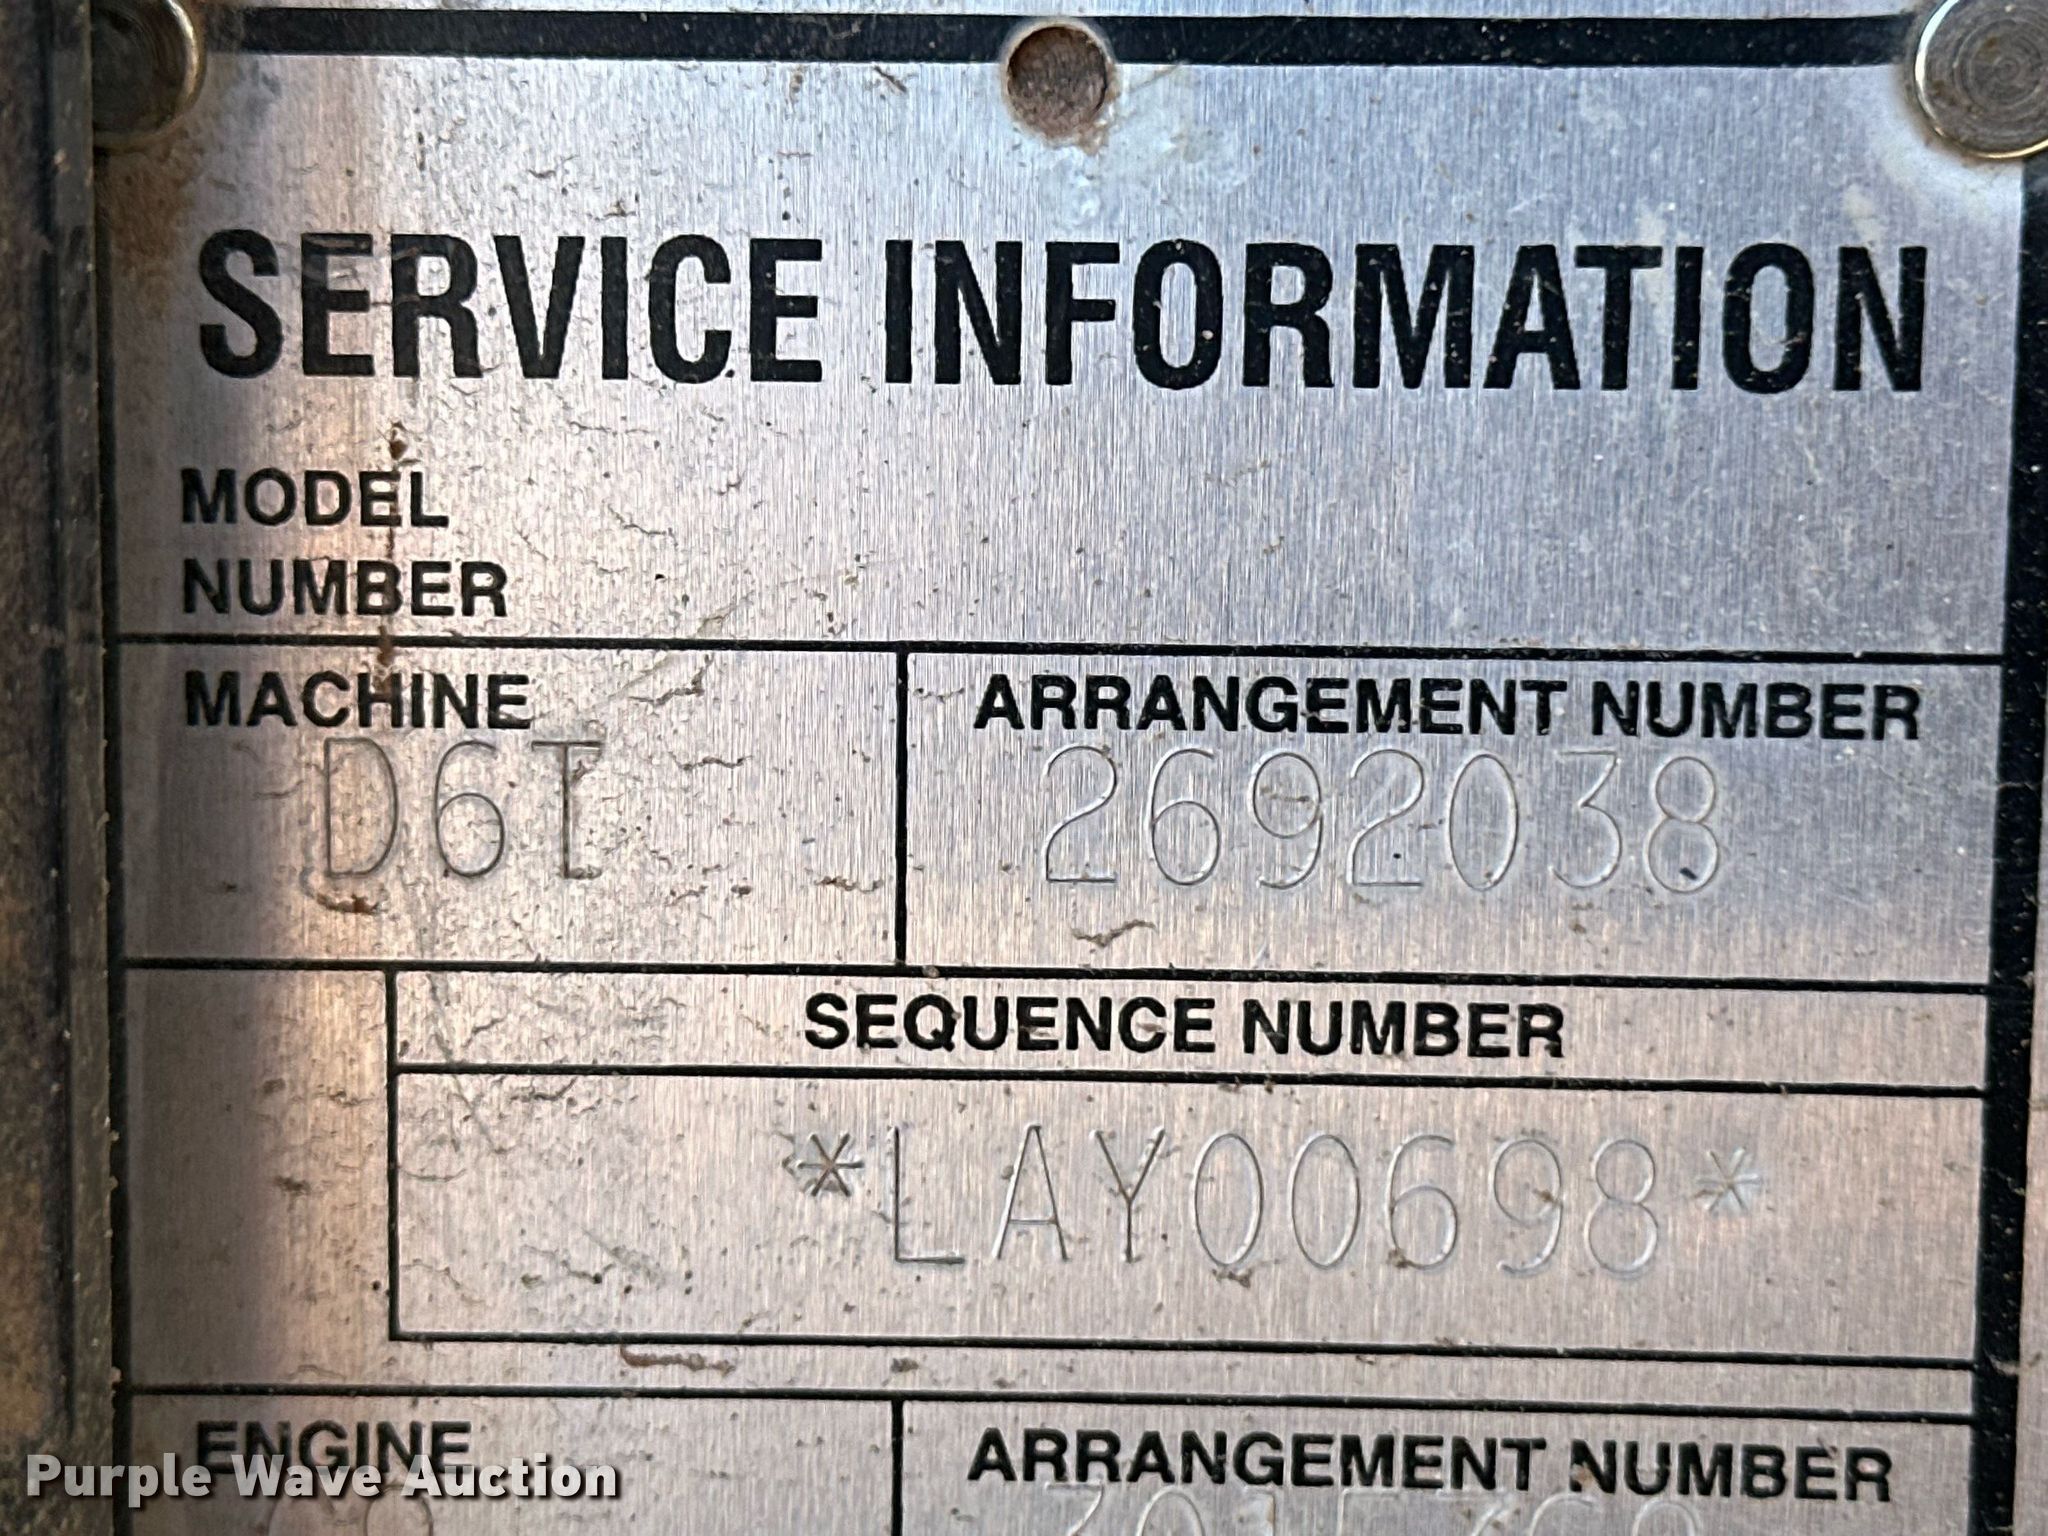 SERVICE INFORMATION
MODEL
NUMBER
MACHINE
ARRANGEMENT NUMBER
D6T
2692038
SEQUENCE NUMBER
*LAY00698*
ENGINE
ARRANGEMENT NUMBER
Purple Wave Auction